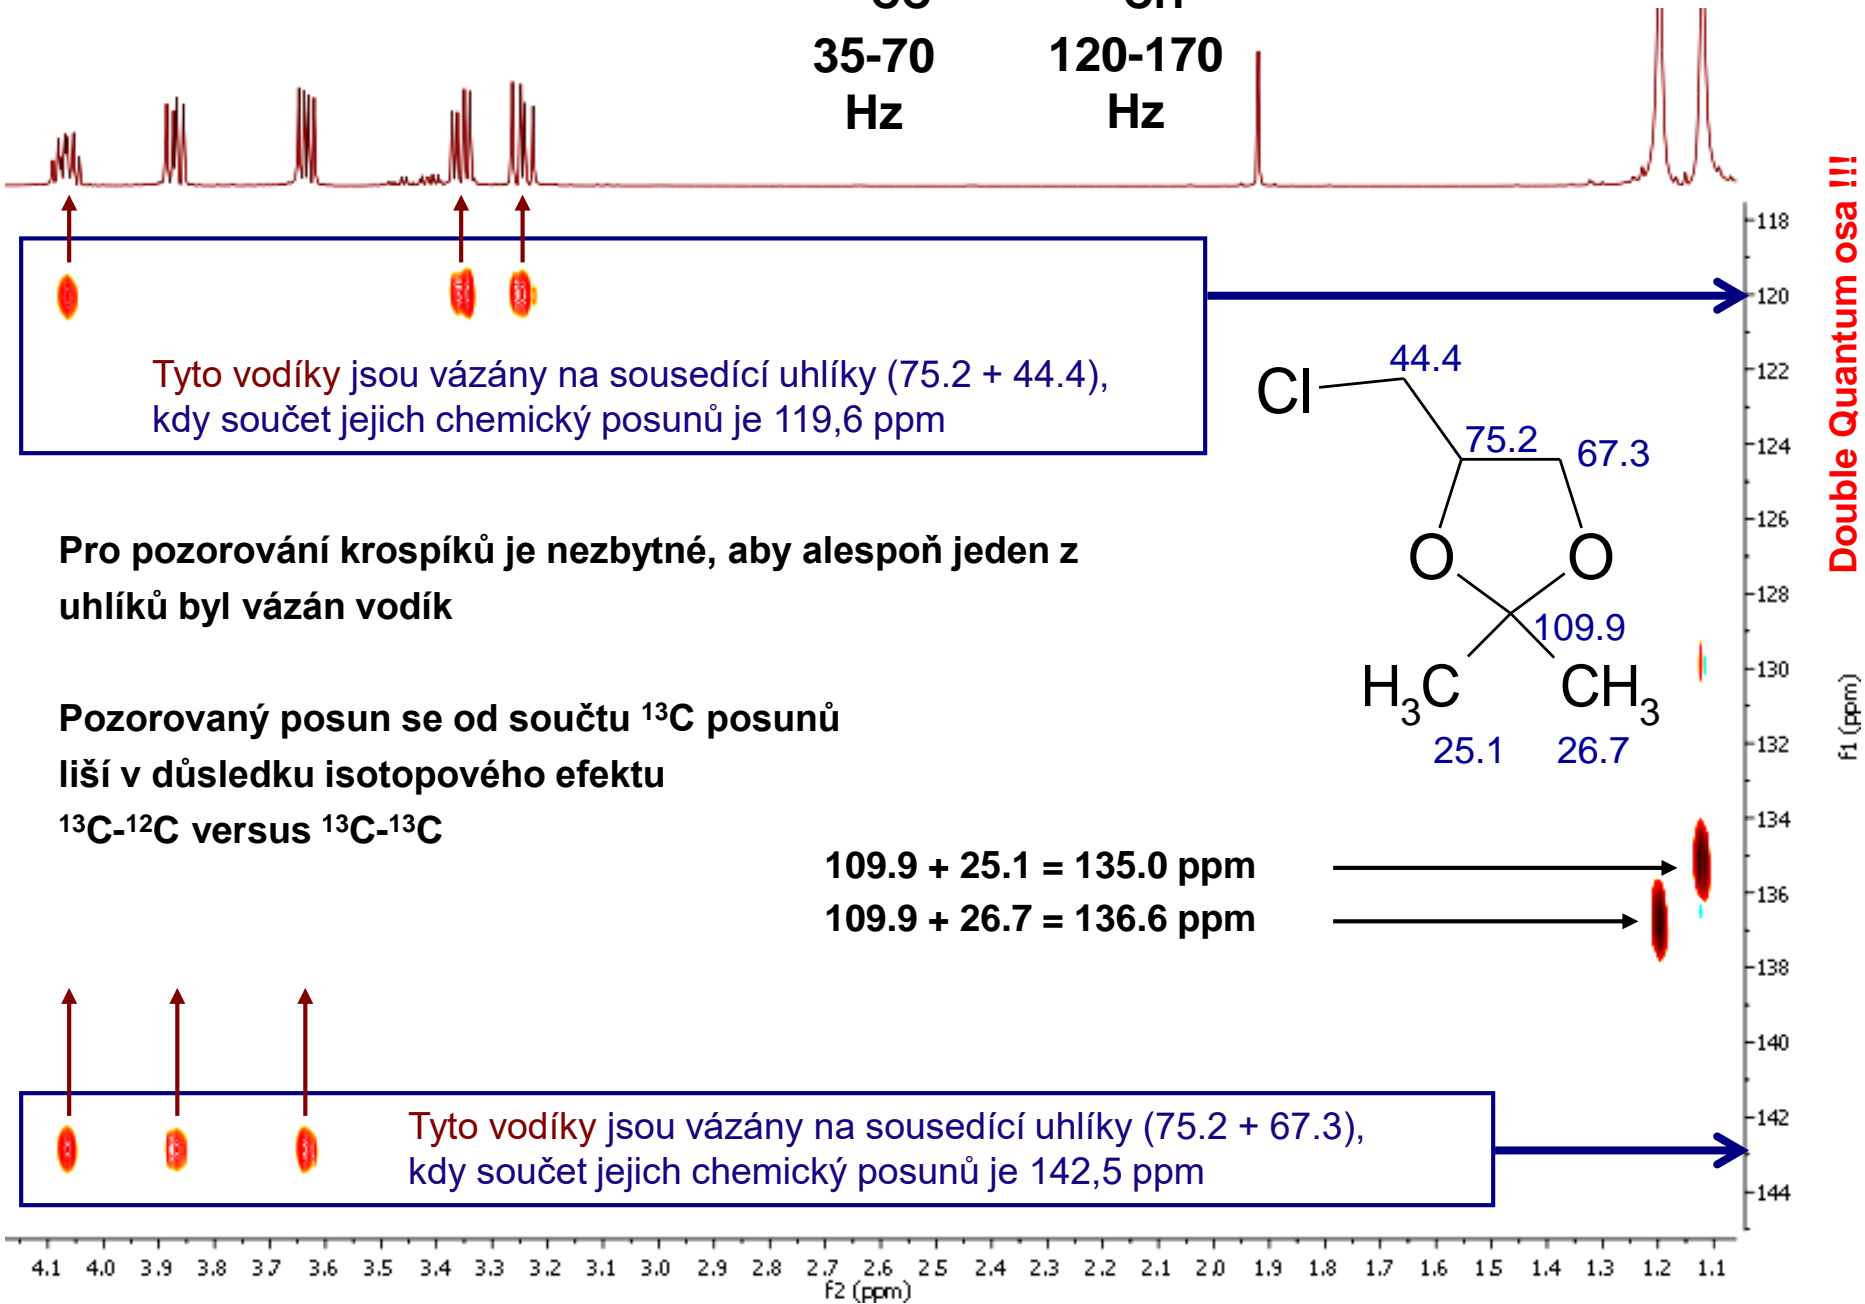 35-70
Hz
120-170
Hz
118
120
122
124
126
128
130
132
134
136
138
140
142
144
Double Quantum osa !!!
f1 (ppm)
Tyto vodíky jsou vázány na sousedící uhlíky (75.2 + 44.4),
kdy součet jejich chemický posunů je 119,6 ppm
Cl
44.4
75.2
67.3
O
O
109.9
H3C
CH3
25.1
26.7
Pro pozorování krospíků je nezbytné, aby alespoň jeden z
uhlíků byl vázán vodík
Pozorovaný posun se od součtu 13C posunů
liší v důsledku isotopového efektu
13C-12C versus 13C-13C
109.9 + 25.1 = 135.0 ppm
109.9 + 26.7 = 136.6 ppm
Tyto vodíky jsou vázány na sousedící uhlíky (75.2 + 67.3),
kdy součet jejich chemický posunů je 142,5 ppm
4.1 4.0 3.9 3.8 3.7 3.6 3.5 3.4 3.3 3.2 3.1 3.0 2.9 2.8 2.7 2.6 2.5 2.4 2.3 2.2 2.1 2.0 1.9 1.8 1.7 1.6 1.5 1.4 1.3 1.2 1.1
f2 (ppm)